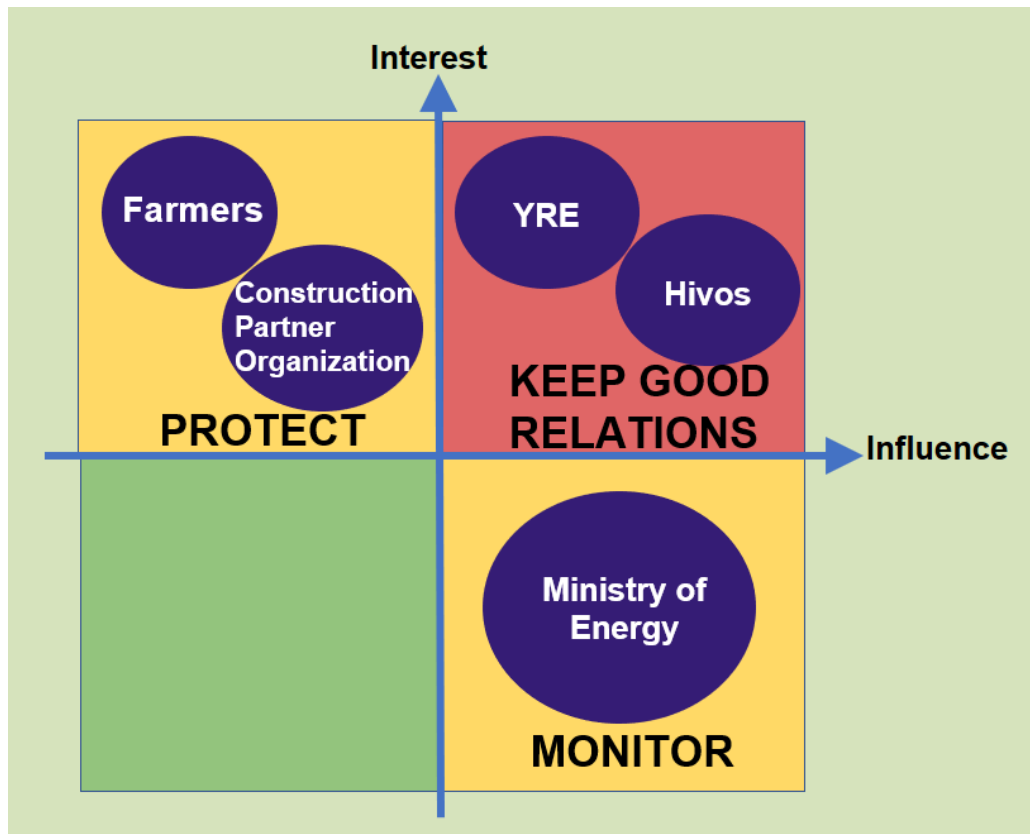 Interest
Farmers
YRE
Construction
Partner
Organization
Hivos
PROTECT
KEEP GOOD
RELATIONS
Influence
Ministry of
Energy
MONITOR